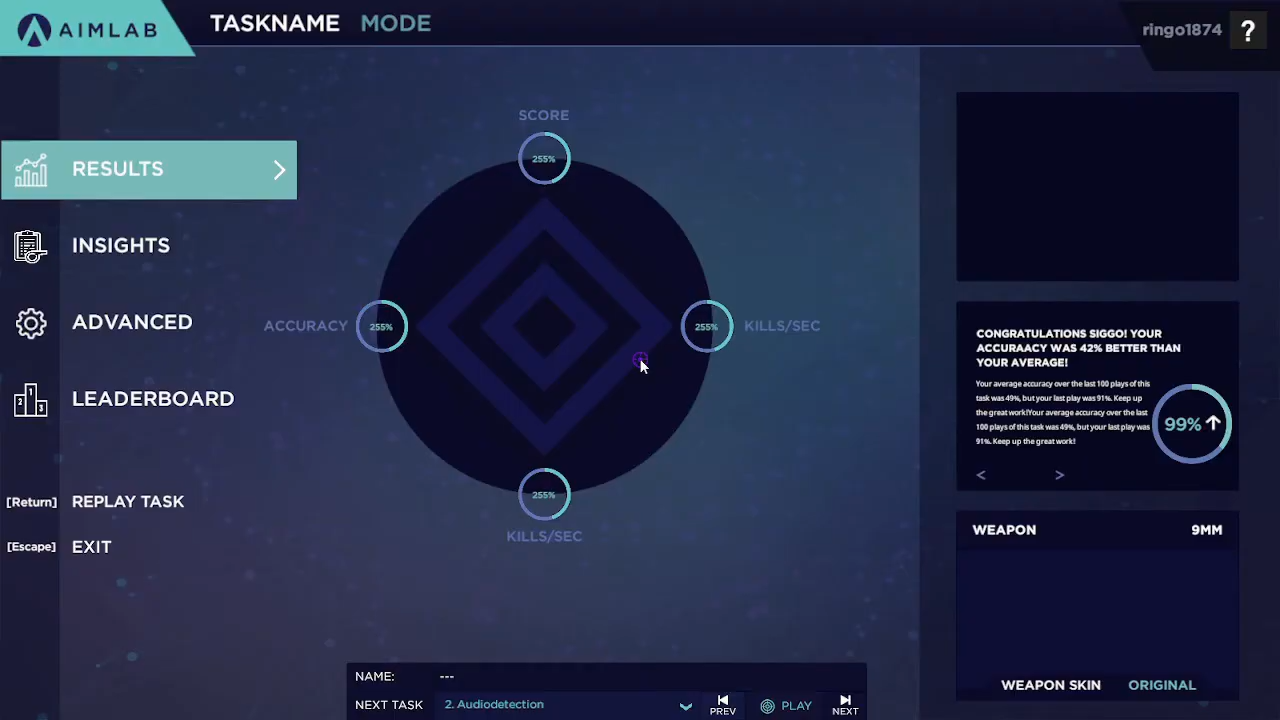 AIMLAB
TASKNAME MODE
ringo1874 ?
SCORE
255%
RESULTS
INSIGHTS
ADVANCED
LEADERBOARD
[Return] REPLAY TASK
[Escape] EXIT
ACCURACY 255%
255% KILLS/SEC
255%
KILLS/SEC
CONGRATULATIONS SIGGO! YOUR
ACCURAACY WAS 42% BETTER THAN
YOUR AVERAGE!
Your average accuracy over the last 100 plays of this
task was 49%, but your last play was 91%. Keep up
the great work!Your average accuracy over the last
100 plays of this task was 49%, but your last play was
91%. Keep up the great work!
99%
< >
WEAPON 9MM
WEAPON SKIN ORIGINAL
NAME: ---
NEXT TASK 2. Audiodetection PREV PLAY NEXT